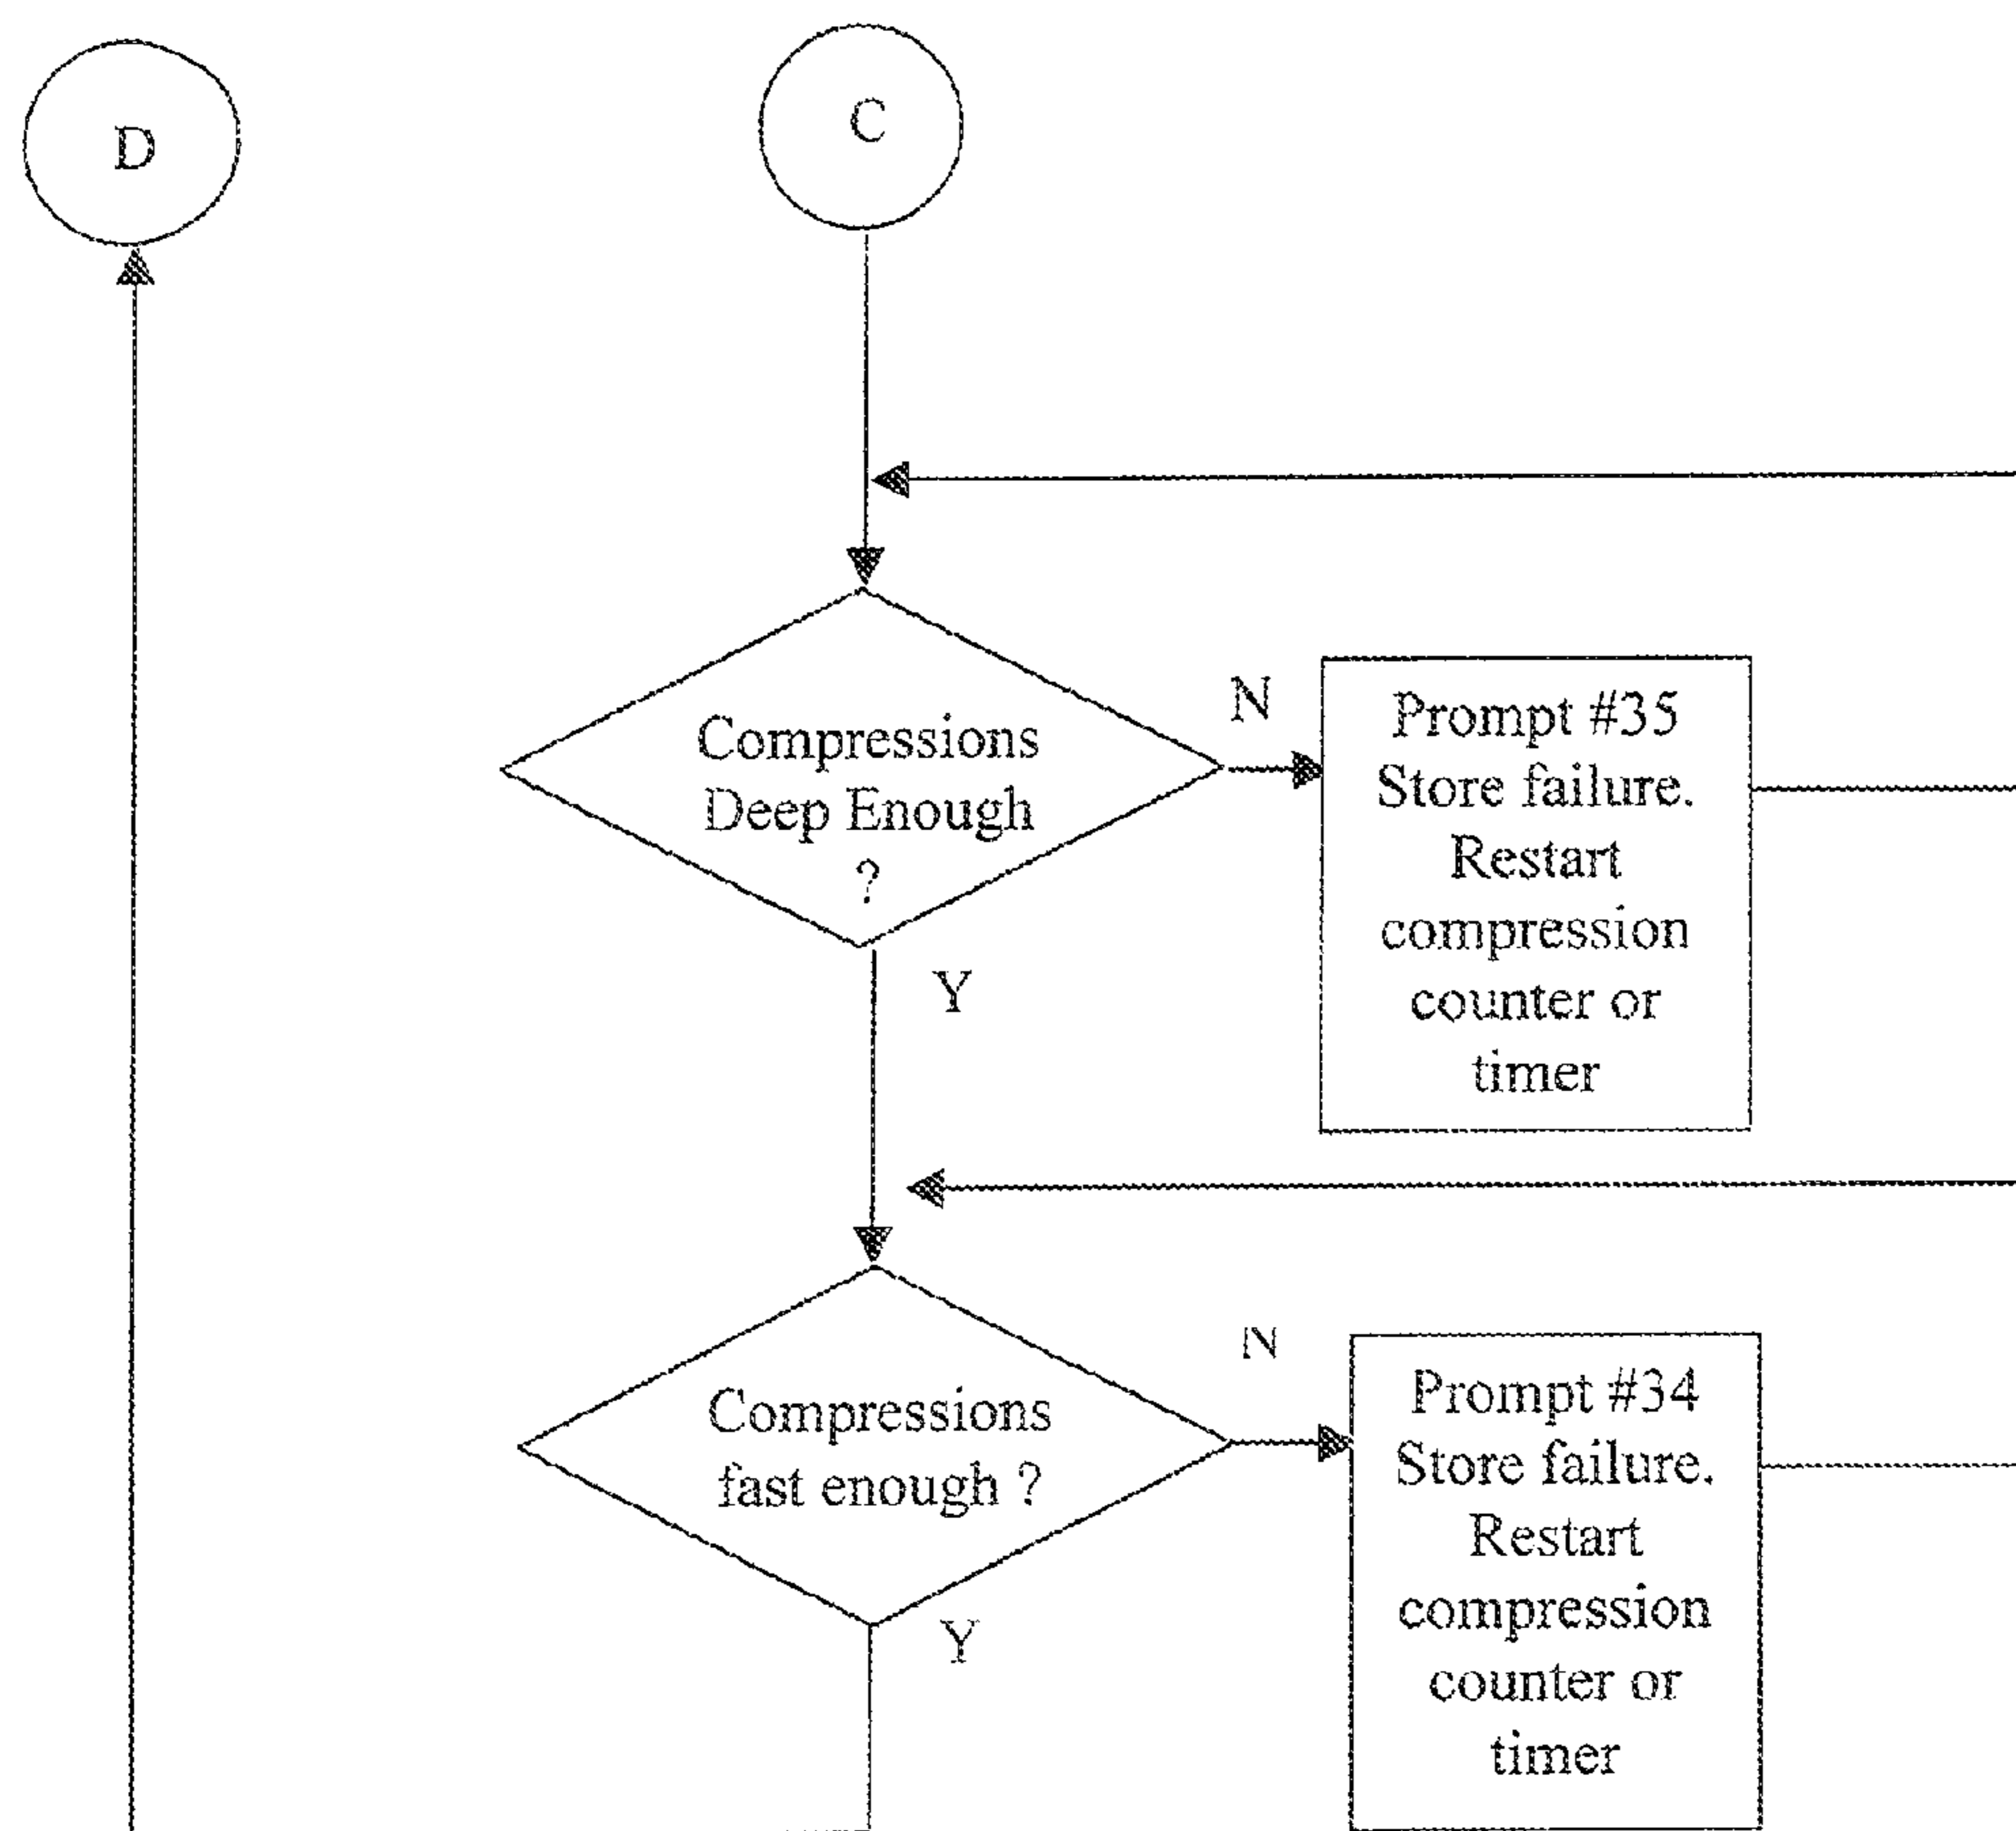 D
C
Compressions
Deep Enough
?
N
Prompt #35
Store failure.
Restart
compression
counter or
timer
Y
Compressions
fast enough ?
N
Prompt #34
Store failure.
Restart
compression
counter or
timer
Y